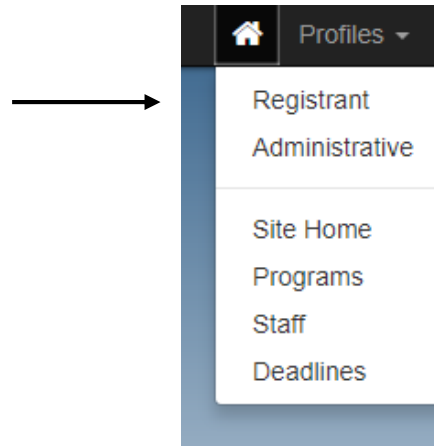 Profiles
Registrant
Administrative
Site Home
Programs
Staff
Deadlines